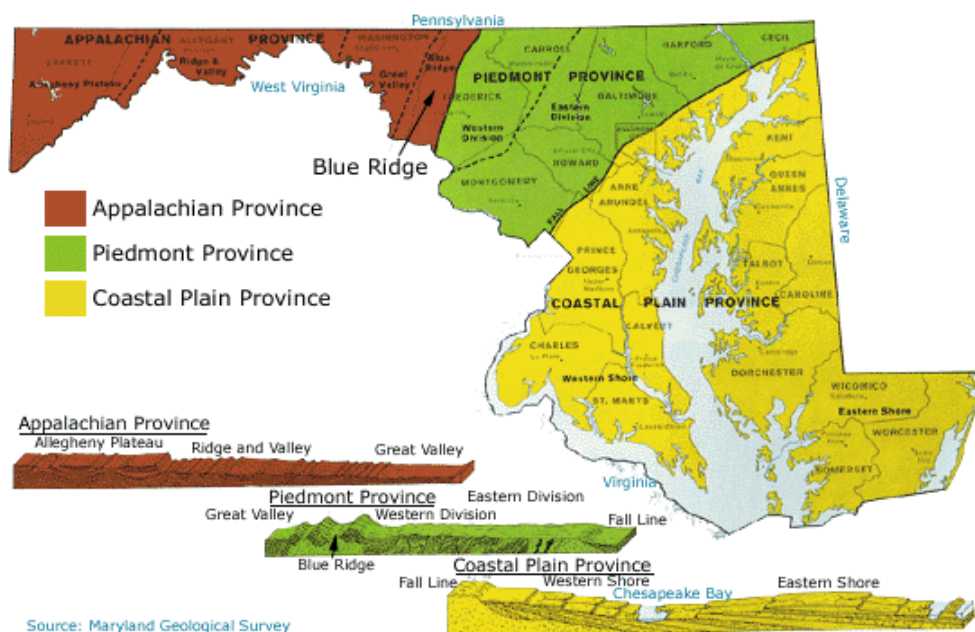 Pennsylvania
APPALACHIAN
ALLEGANY
PROVINCE
WASHINGTON
GARRETT
Ridge &
Valley
Allegheny Plateau
Great
Valley
Blue
Ridge
West Virginia
Blue Ridge
CARROLL
HARFORD
CECIL
PIEDMONT
PROVINCE
FREDERICK
BALTIMORE
Eastern
Division
Western
Division
HOWARD
MONTGOMERY
FALL
LINE
KENT
QUEEN
ANNES
ANNE
ARUNDEL
Delaware
PRINCE
GEORGES
TALBOT
CAROLINE
COASTAL
PLAIN
PROVINCE
CALVERT
CHARLES
DORCHESTER
Western Shore
ST. MARYS
WICOMICO
Eastern Shore
WORCESTER
SOMERSET
Virginia
Appalachian Province
Piedmont Province
Coastal Plain Province
Appalachian Province
Allegheny Plateau
Ridge and Valley
Great Valley
Piedmont Province
Eastern Division
Great Valley
Western Division
Fall Line
Blue Ridge
Coastal Plain Province
Fall Line
Western Shore
Eastern Shore
Chesapeake Bay
Source: Maryland Geological Survey